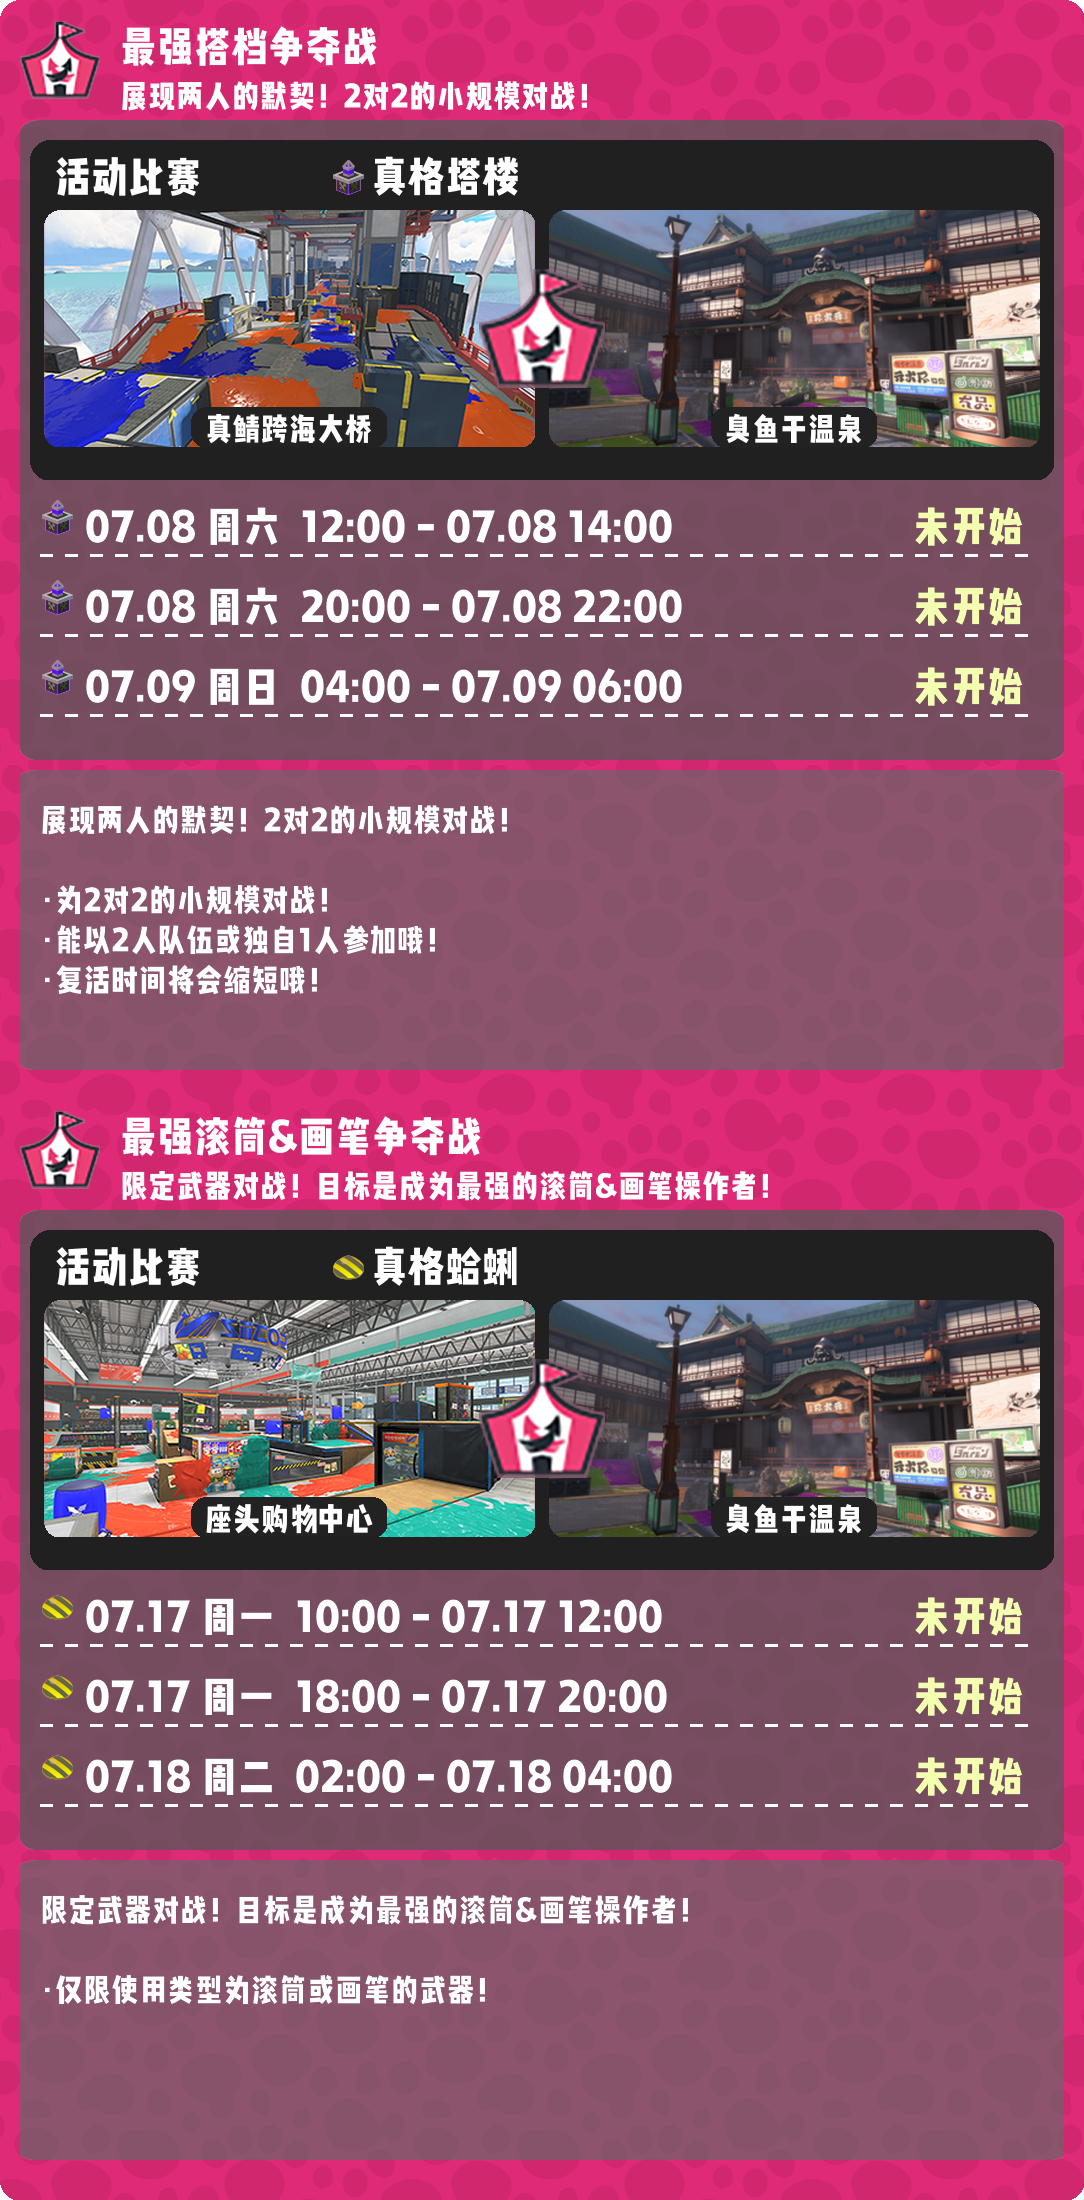 最强搭档争夺战
展现两人的默契！2对2的小规模对战！
活动比赛 真格塔楼
真鲭跨海大桥 臭鱼干温泉
07.08 周六 12:00 - 07.08 14:00 未开始
07.08 周六 20:00 - 07.08 22:00 未开始
07.09 周日 04:00 - 07.09 06:00 未开始
展现两人的默契！2对2的小规模对战！
·为2对2的小规模对战！
·能以2人队伍或独自1人参加哦！
·复活时间将会缩短哦！
最强滚筒&画笔争夺战
限定武器对战！目标是成为最强的滚筒&画笔操作者！
活动比赛 真格蛤蜊
座头购物中心 臭鱼干温泉
07.17 周一 10:00 - 07.17 12:00 未开始
07.17 周一 18:00 - 07.17 20:00 未开始
07.18 周二 02:00 - 07.18 04:00 未开始
限定武器对战！目标是成为最强的滚筒&画笔操作者！
·仅限使用类型为滚筒或画笔的武器！